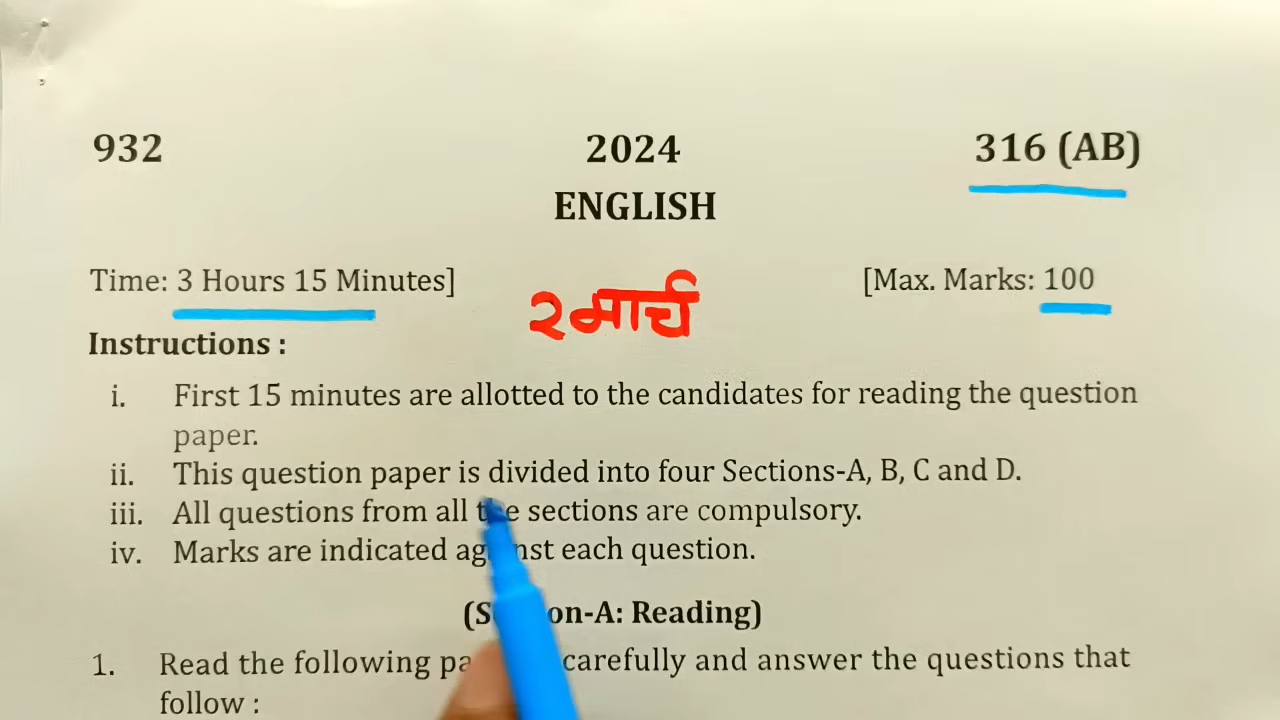 932 2024 316 (AB)
ENGLISH
Time: 3 Hours 15 Minutes] [Max. Marks: 100
२मार्च
Instructions :
i. First 15 minutes are allotted to the candidates for reading the question
paper.
ii. This question paper is divided into four Sections-A, B, C and D.
iii. All questions from all the sections are compulsory.
iv. Marks are indicated against each question.
(Section-A: Reading)
1. Read the following carefully and answer the questions that
follow :